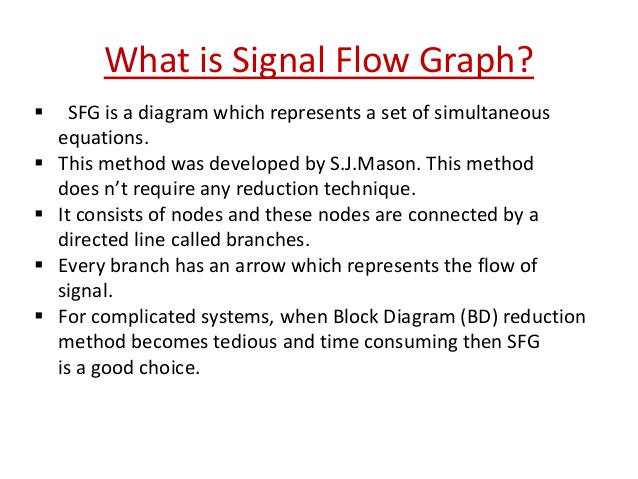 What is Signal Flow Graph?
▪ SFG is a diagram which represents a set of simultaneous
equations.
▪ This method was developed by S.J.Mason. This method
does n’t require any reduction technique.
▪ It consists of nodes and these nodes are connected by a
directed line called branches.
▪ Every branch has an arrow which represents the flow of
signal.
▪ For complicated systems, when Block Diagram (BD) reduction
method becomes tedious and time consuming then SFG
is a good choice.